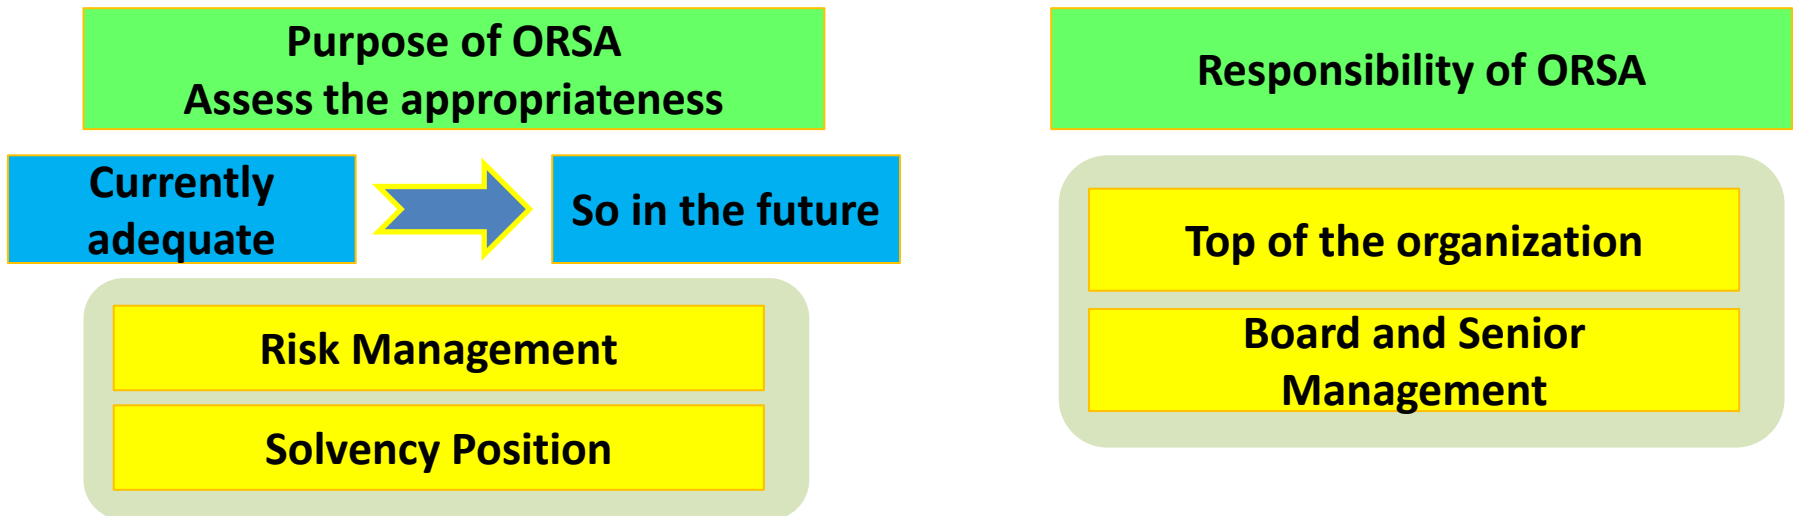 Purpose of ORSA
Assess the appropriateness
Currently
adequate
So in the future
Risk Management
Solvency Position
Responsibility of ORSA
Top of the organization
Board and Senior
Management